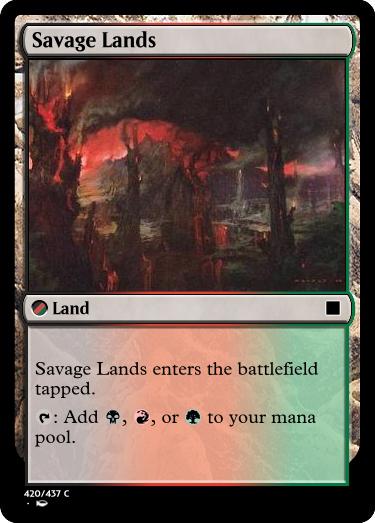 Savage Lands
Land
Savage Lands enters the battlefield
tapped.
: Add , , or to your mana
pool.
420/437 C